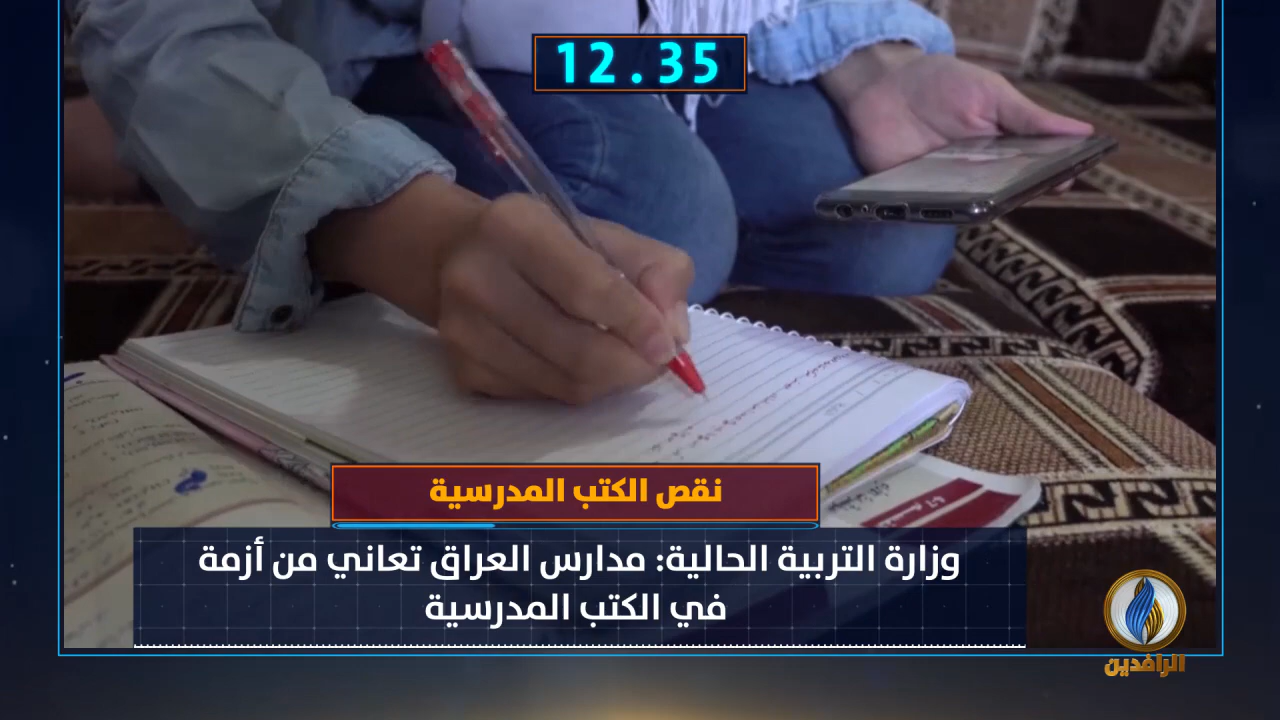 12.35
نقص الكتب المدرسية
وزارة التربية الحالية: مدارس العراق تعاني من أزمة
في الكتب المدرسية
الرافدين